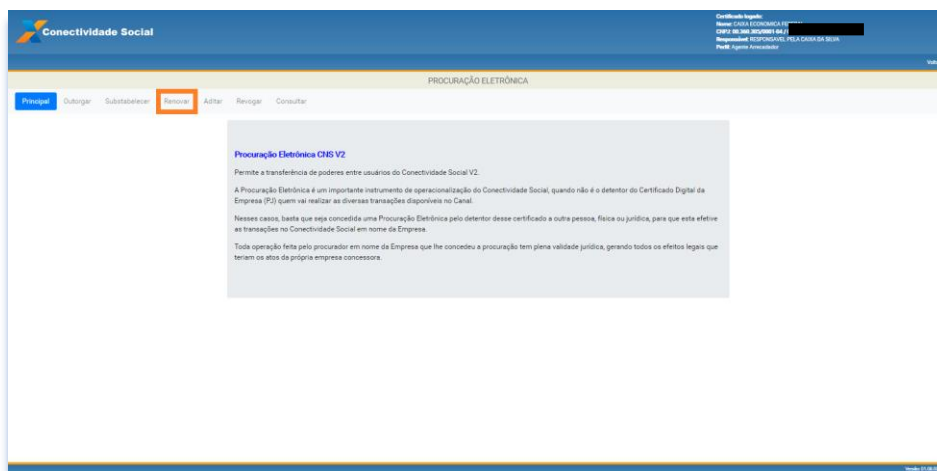 Conectividade Social
Certificado logado:
Nome: CAIXA ECONOMICA
CNPJ: 00.360.305/0001-04 /
Responsável: RESPONSAVEL PELA CAIXA DA SILVA
Perfil: Agente Arrecadador
PROCURAÇÃO ELETRÔNICA
Principal Outorgar Substabelecer Renovar Aditar Revogar Consultar
Procuração Eletrônica CNS V2
Permite a transferência de poderes entre usuários do Conectividade Social V2.
A Procuração Eletrônica é um importante instrumento de operacionalização do Conectividade Social, quando não é o detentor do Certificado Digital da
Empresa (PJ) quem vai realizar as diversas transações disponíveis no Canal.
Nesses casos, basta que seja concedida uma Procuração Eletrônica pelo detentor desse certificado a outra pessoa, física ou jurídica, para que esta efetive
as transações no Conectividade Social em nome da Empresa.
Toda operação feita pelo procurador em nome da Empresa que lhe concedeu a procuração tem plena validade jurídica, gerando todos os efeitos legais que
teriam os atos da própria empresa concessora.